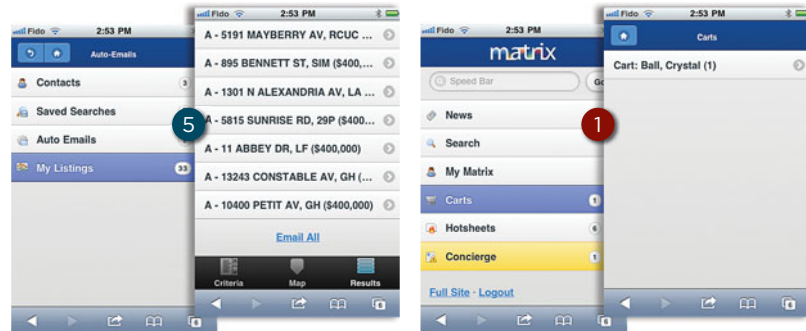 Fido 2:53 PM
Auto-Emails
Contacts 3
Saved Searches
Auto Emails
My Listings 33
5
Fido 2:53 PM
A - 5191 MAYBERRY AV, RCUC ...
A - 895 BENNETT ST, SIM ($400,...
A - 1301 N ALEXANDRIA AV, LA ...
A - 5815 SUNRISE RD, 29P ($400...
A - 11 ABBEY DR, LF ($400,000)
A - 13243 CONSTABLE AV, GH (...
A - 10400 PETIT AV, GH ($400,000)
Email All
Criteria Map Results
Fido 2:53 PM
matrix
Speed Bar Go
News
Search
My Matrix
Carts 1
Hotsheets 6
Concierge 1
Full Site · Logout
1
Fido 2:53 PM
Carts
Cart: Ball, Crystal (1)